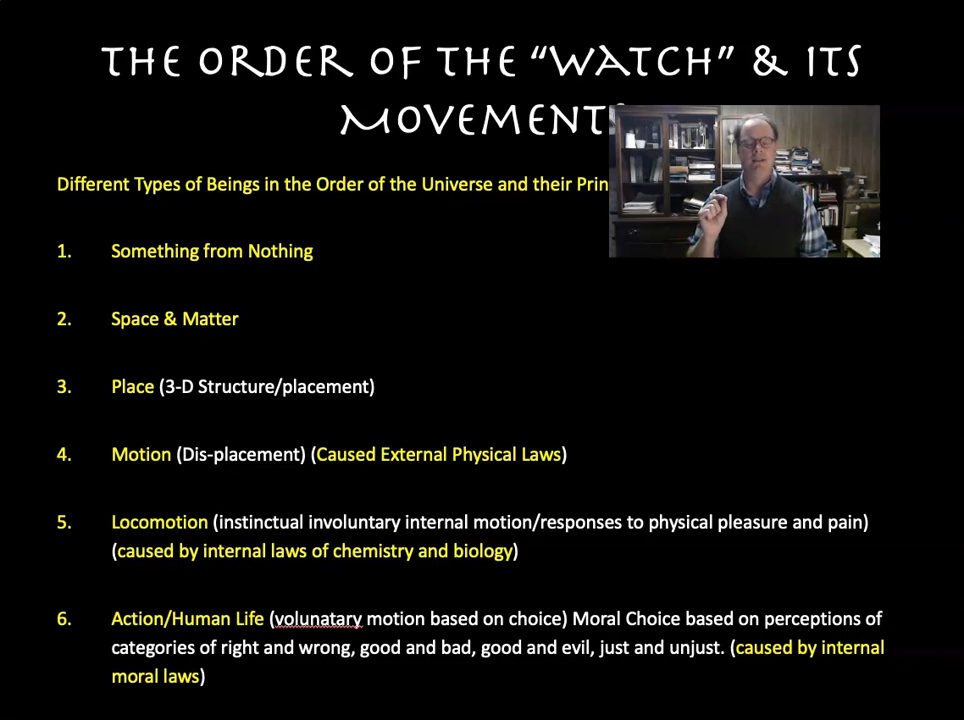 THE ORDER OF THE “WATCH” & ITS
MOVEMENT
Different Types of Beings in the Order of the Universe and their
1. Something from Nothing
2. Space & Matter
3. Place (3-D Structure/placement)
4. Motion (Dis-placement) (Caused External Physical Laws)
5. Locomotion (instinctual involuntary internal motion/responses to physical pleasure and pain)
(caused by internal laws of chemistry and biology)
6. Action/Human Life (volunatary motion based on choice) Moral Choice based on perceptions of
categories of right and wrong, good and bad, good and evil, just and unjust. (caused by internal
moral laws)